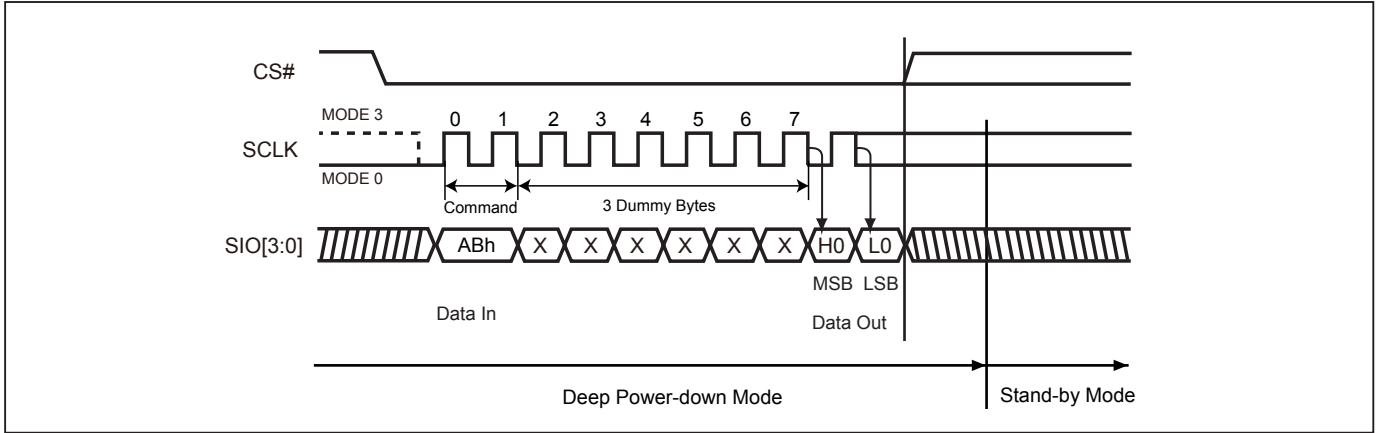 CS#
MODE 3
0 1 2 3 4 5 6 7
SCLK
MODE 0
Command
3 Dummy Bytes
SIO[3:0]
ABh X X X X X X H0 L0
MSB LSB
Data In
Data Out
Deep Power-down Mode
Stand-by Mode